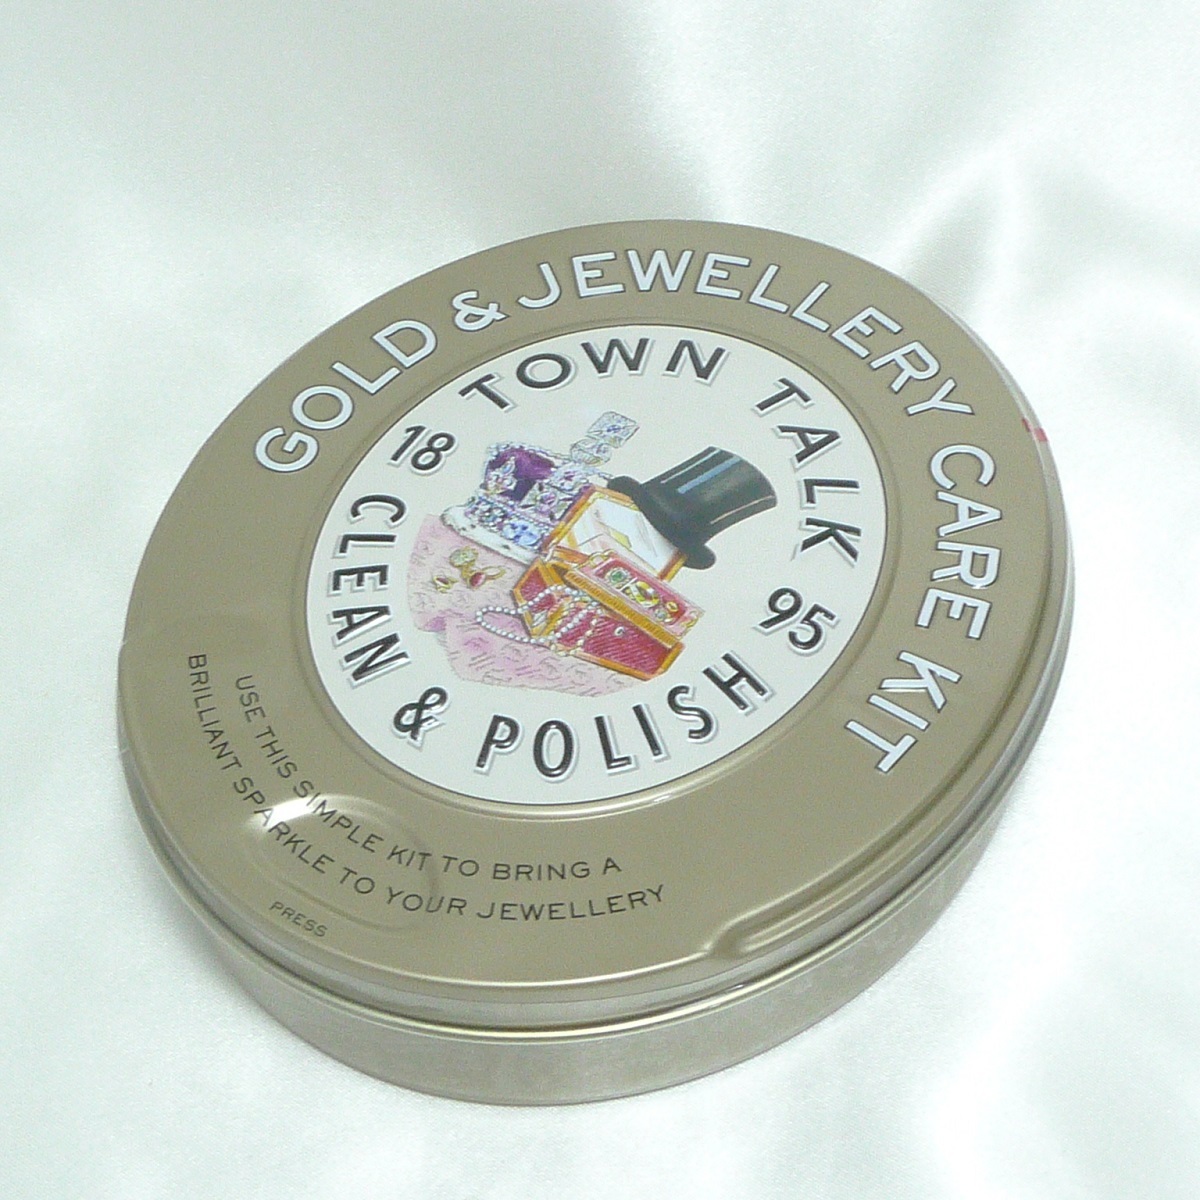 GOLD & JEWELLERY CARE KIT
TOWN TALK
18 95
CLEAN & POLISH
USE THIS SIMPLE KIT TO BRING A
BRILLIANT SPARKLE TO YOUR JEWELLERY
PRESS